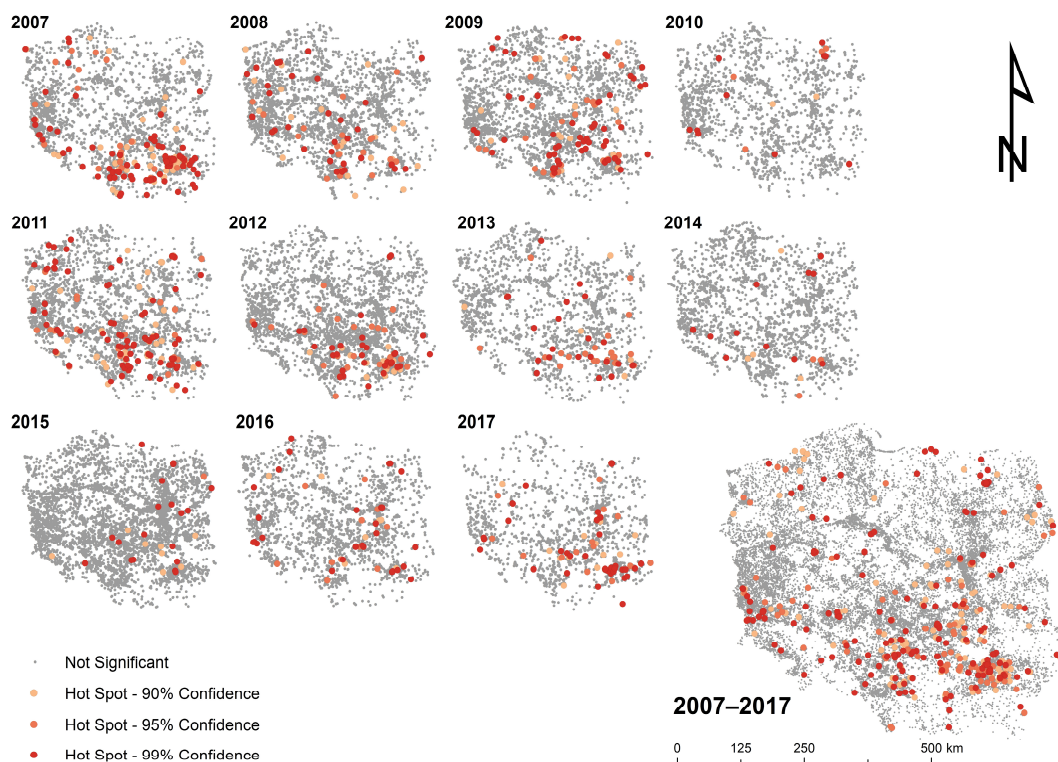 2007 2008 2009 2010
N
2011 2012 2013 2014
2015 2016 2017
Not Significant
Hot Spot - 90% Confidence
Hot Spot - 95% Confidence
Hot Spot - 99% Confidence
2007–2017
0 125 250 500 km